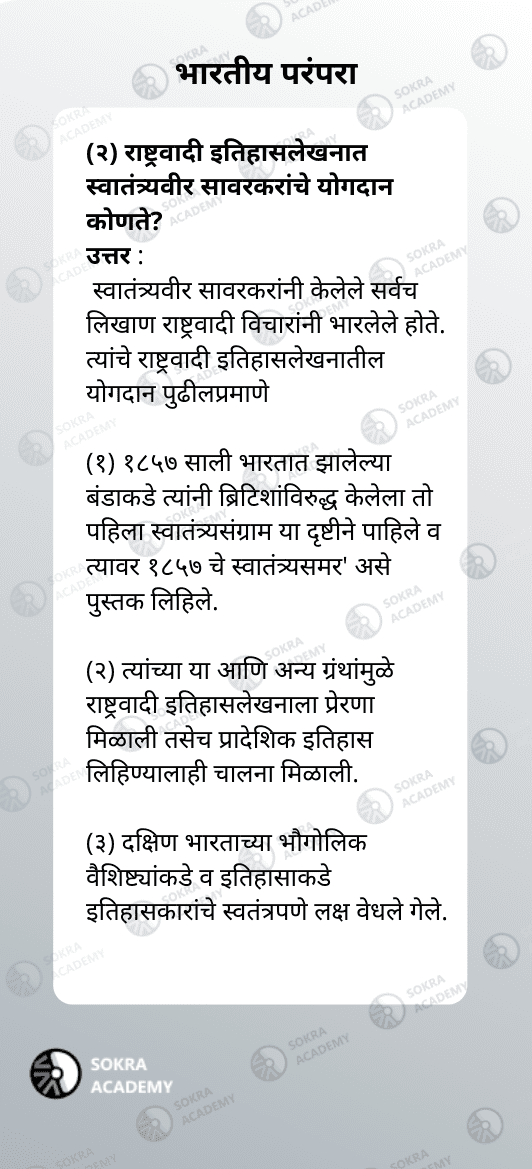 भारतीय परंपरा
(२) राष्ट्रवादी इतिहासलेखनात
स्वातंत्र्यवीर सावरकरांचे योगदान
कोणते?
उत्तर :
स्वातंत्र्यवीर सावरकरांनी केलेले सर्वच
लिखाण राष्ट्रवादी विचारांनी भारलेले होते.
त्यांचे राष्ट्रवादी इतिहासलेखनातील
योगदान पुढीलप्रमाणे
(१) १८५७ साली भारतात झालेल्या
बंडाकडे त्यांनी ब्रिटिशांविरुद्ध केलेला तो
पहिला स्वातंत्र्यसंग्राम या दृष्टीने पाहिले व
त्यावर १८५७ चे स्वातंत्र्यसमर' असे
पुस्तक लिहिले.
(२) त्यांच्या या आणि अन्य ग्रंथांमुळे
राष्ट्रवादी इतिहासलेखनाला प्रेरणा
मिळाली तसेच प्रादेशिक इतिहास
लिहिण्यालाही चालना मिळाली.
(३) दक्षिण भारताच्या भौगोलिक
वैशिष्ट्यांकडे व इतिहासाकडे
इतिहासकारांचे स्वतंत्रपणे लक्ष वेधले गेले.
SOKRA
ACADEMY